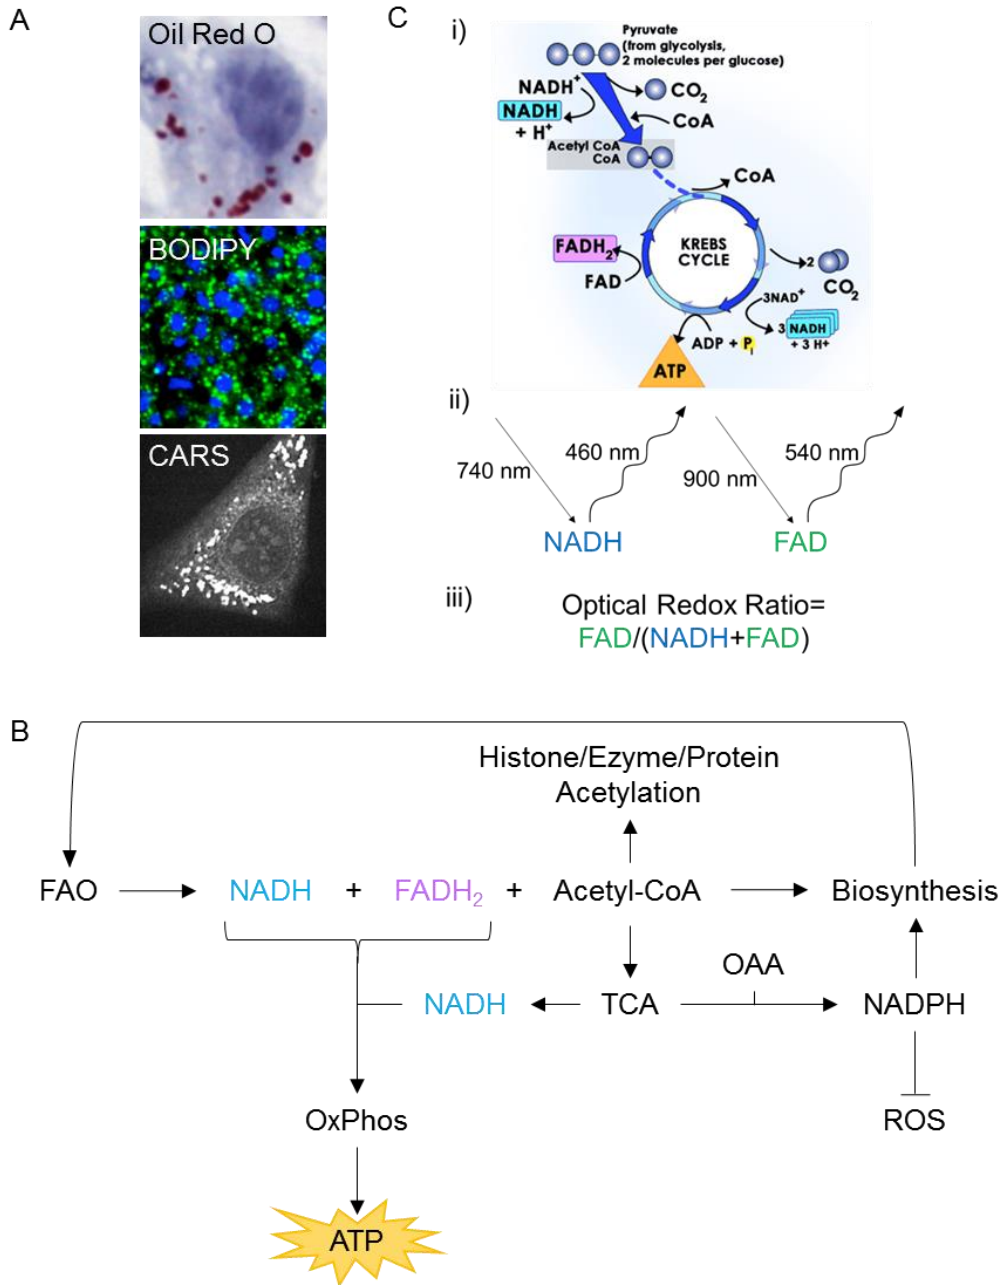 A
Oil Red O
BODIPY
CARS
C
i)
Pyruvate
(from glycolysis,
2 molecules per glucose)
NADH⁺
CO₂
NADH
+ H⁺
CoA
Acetyl CoA
CoA
CoA
FADH₂
KREBS
CYCLE
FAD
2
CO₂
3NAD⁺
3 NADH
+ 3 H+
ADP + Pi
ATP
ii)
740 nm
460 nm
900 nm
540 nm
NADH
FAD
iii)
Optical Redox Ratio=
FAD/(NADH+FAD)
B
Histone/Ezyme/Protein
Acetylation
FAO
NADH + FADH₂ + Acetyl-CoA
Biosynthesis
OAA
NADH
TCA
NADPH
OxPhos
ROS
ATP